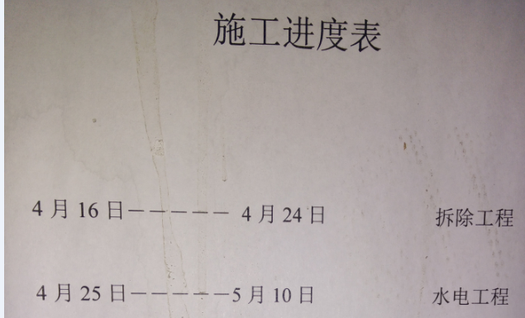 施工进度表
4月16日----- 4月24日 拆除工程
4月25日-----5月10日 水电工程